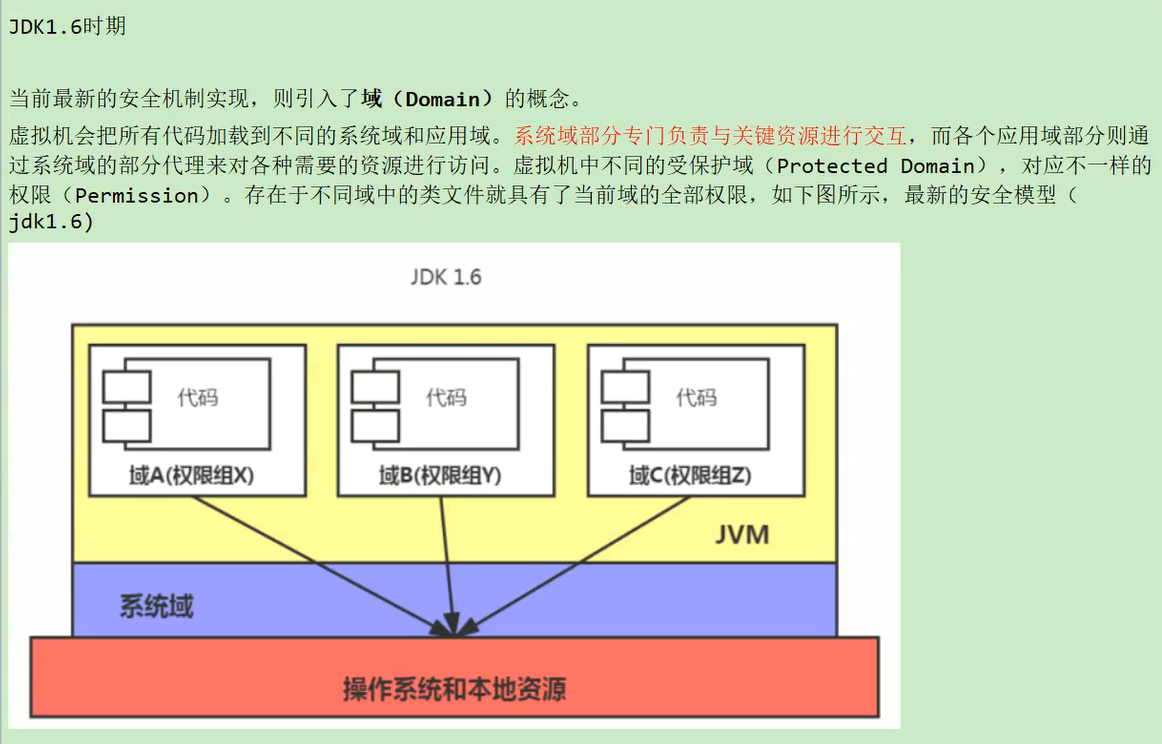 JDK1.6时期
当前最新的安全机制实现，则引入了域（Domain）的概念。
虚拟机会把所有代码加载到不同的系统域和应用域。系统域部分专门负责与关键资源进行交互，而各个应用域部分则通
过系统域的部分代理来对各种需要的资源进行访问。虚拟机中不同的受保护域（Protected Domain），对应不一样的
权限（Permission）。存在于不同域中的类文件就具有了当前域的全部权限，如下图所示，最新的安全模型（
jdk1.6)
JDK 1.6
代码 代码 代码
域A(权限组X) 域B(权限组Y) 域C(权限组Z)
JVM
系统域
操作系统和本地资源